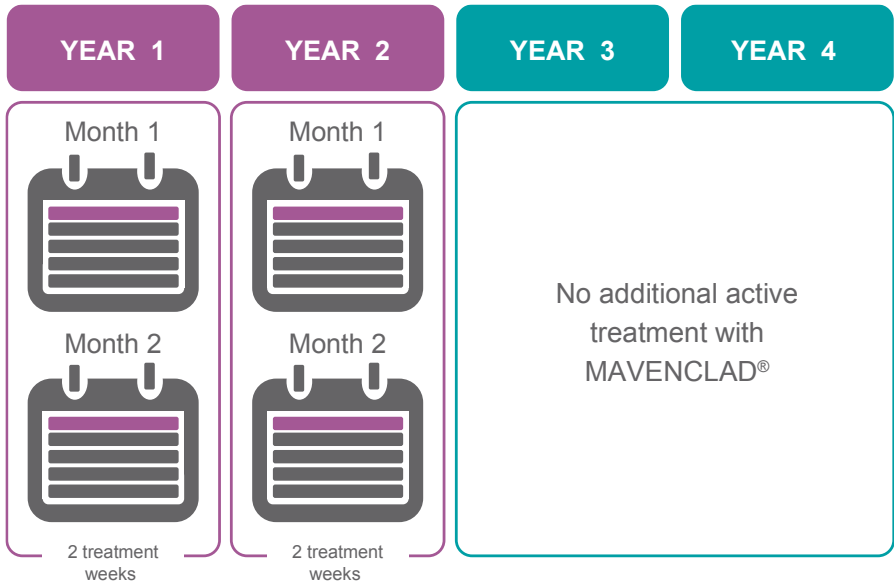 YEAR 1
YEAR 2
YEAR 3
YEAR 4
Month 1
Month 2
2 treatment
weeks
Month 1
Month 2
2 treatment
weeks
No additional active
treatment with
MAVENCLAD®